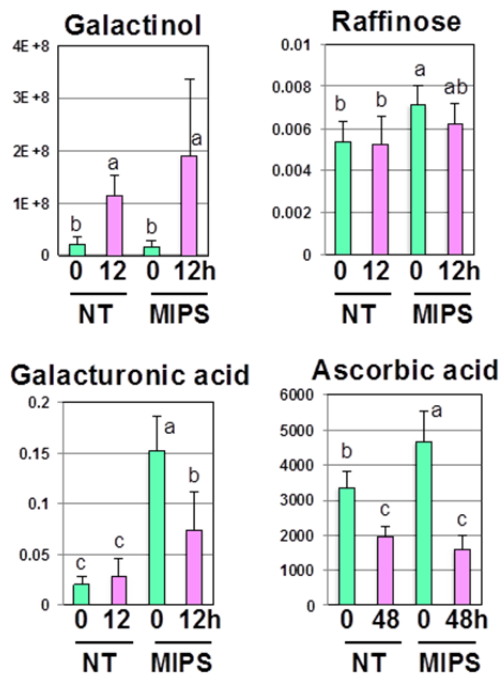 Galactinol
4E+8
3E+8
2E+8
1E+8
0
b
a
b
a
0 12 0 12h
NT MIPS
Raffinose
0.01
0.008
0.006
0.004
0.002
0
b
b
a
ab
0 12 0 12h
NT MIPS
Galacturonic acid
0.2
0.15
0.1
0.05
0
c
c
a
b
0 12 0 12h
NT MIPS
Ascorbic acid
6000
5000
4000
3000
2000
1000
0
b
c
a
c
0 48 0 48h
NT MIPS